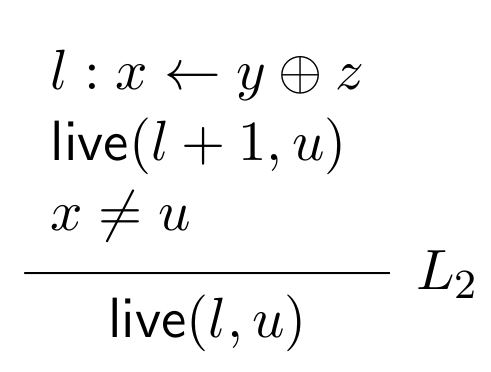 l : x ← y ⊕ z
live(l + 1, u)
x ≠ u
L₂
live(l, u)